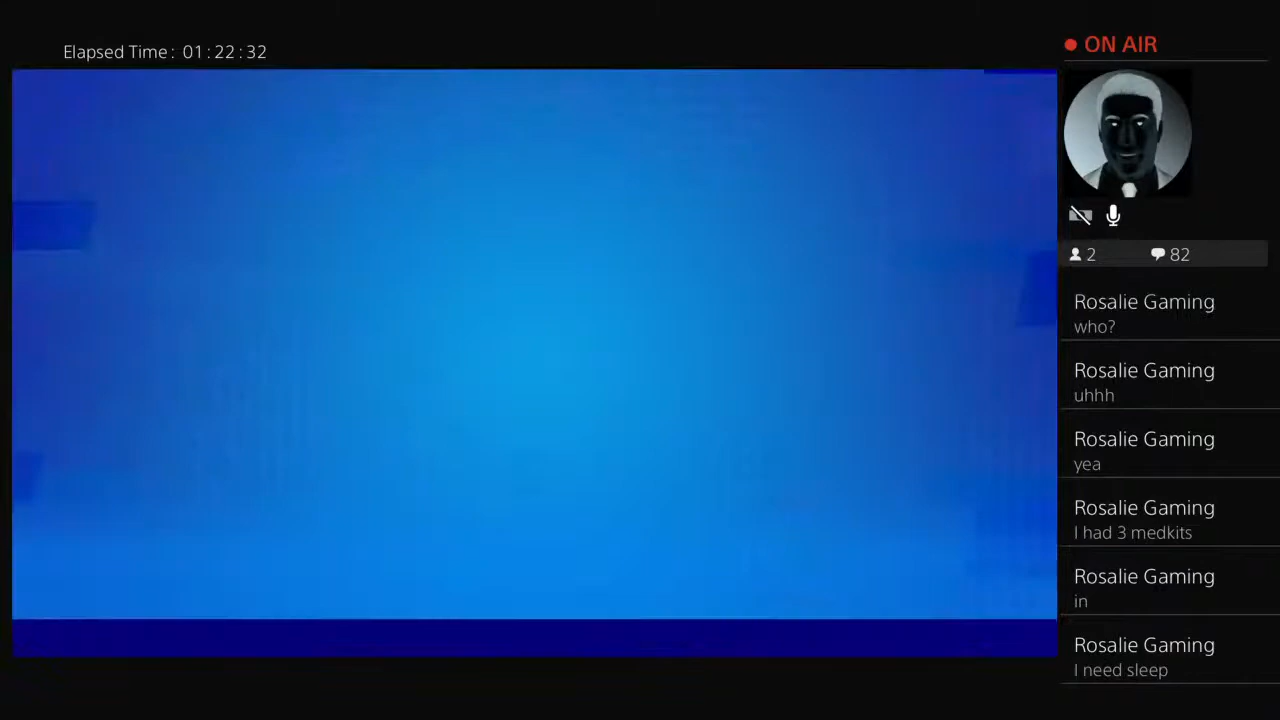 Elapsed Time: 01:22:32
ON AIR
2
82
Rosalie Gaming
who?
Rosalie Gaming
uhhh
Rosalie Gaming
yea
Rosalie Gaming
I had 3 medkits
Rosalie Gaming
in
Rosalie Gaming
I need sleep